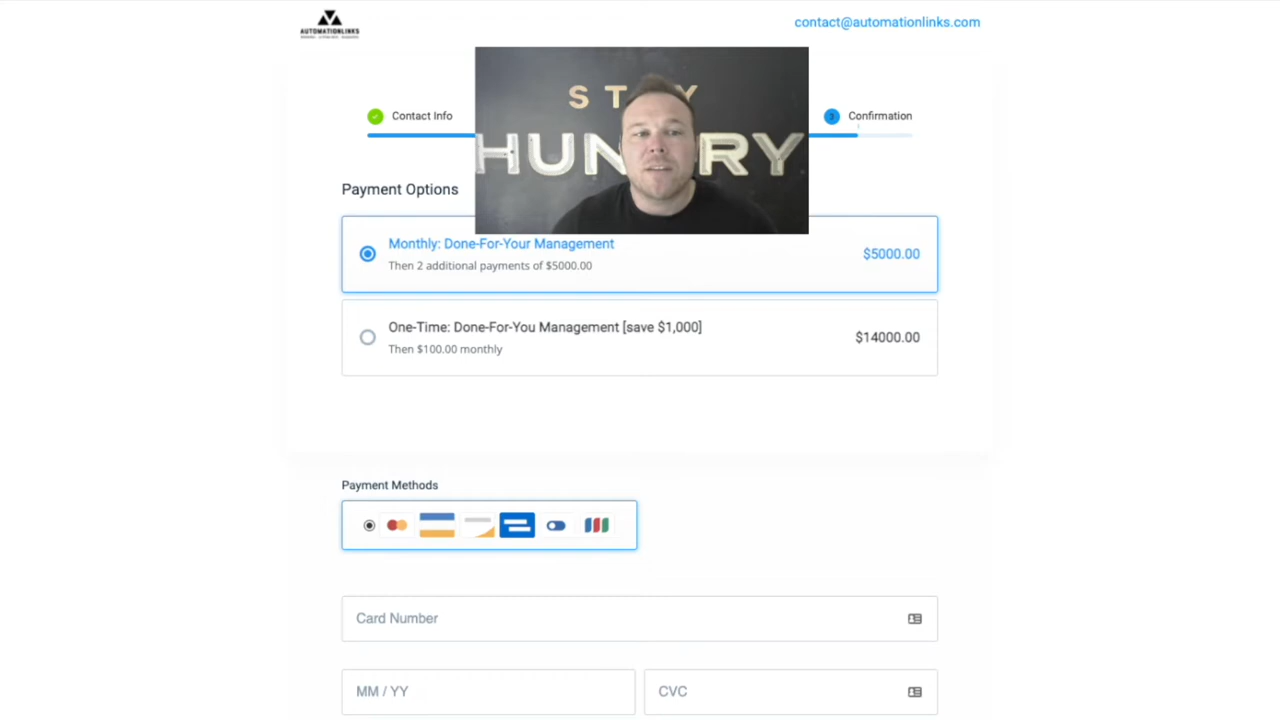 AUTOMATIONLINKS
contact@automationlinks.com
STAY
HUNGRY
Contact Info
3
Confirmation
Payment Options
Monthly: Done-For-Your Management
$5000.00
Then 2 additional payments of $5000.00
One-Time: Done-For-You Management [save $1,000]
$14000.00
Then $100.00 monthly
Payment Methods
Card Number
MM / YY
CVC